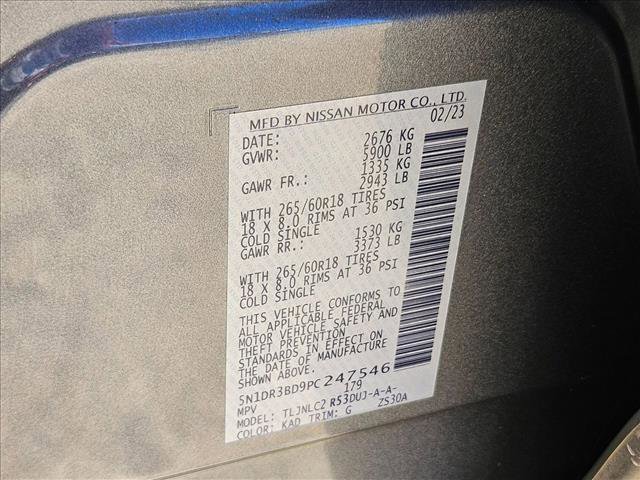 MFD BY NISSAN MOTOR CO., LTD.
DATE: 02/23
GVWR: 2676 KG
5900 LB
GAWR FR.: 1335 KG
2943 LB
WITH 265/60R18 TIRES
18 X 8.0 RIMS AT 36 PSI
COLD SINGLE
GAWR RR.: 1530 KG
3373 LB
WITH 265/60R18 TIRES
18 X 8.0 RIMS AT 36 PSI
COLD SINGLE
THIS VEHICLE CONFORMS TO
ALL APPLICABLE FEDERAL
MOTOR VEHICLE SAFETY AND
THEFT PREVENTION
STANDARDS IN EFFECT ON
THE DATE OF MANUFACTURE
SHOWN ABOVE.
5N1DR3BD9PC247546
MPV 179
MODEL: TLJNLC2 R53DUJ-A-A-
COLOR: KAD TRIM: G ZS30A